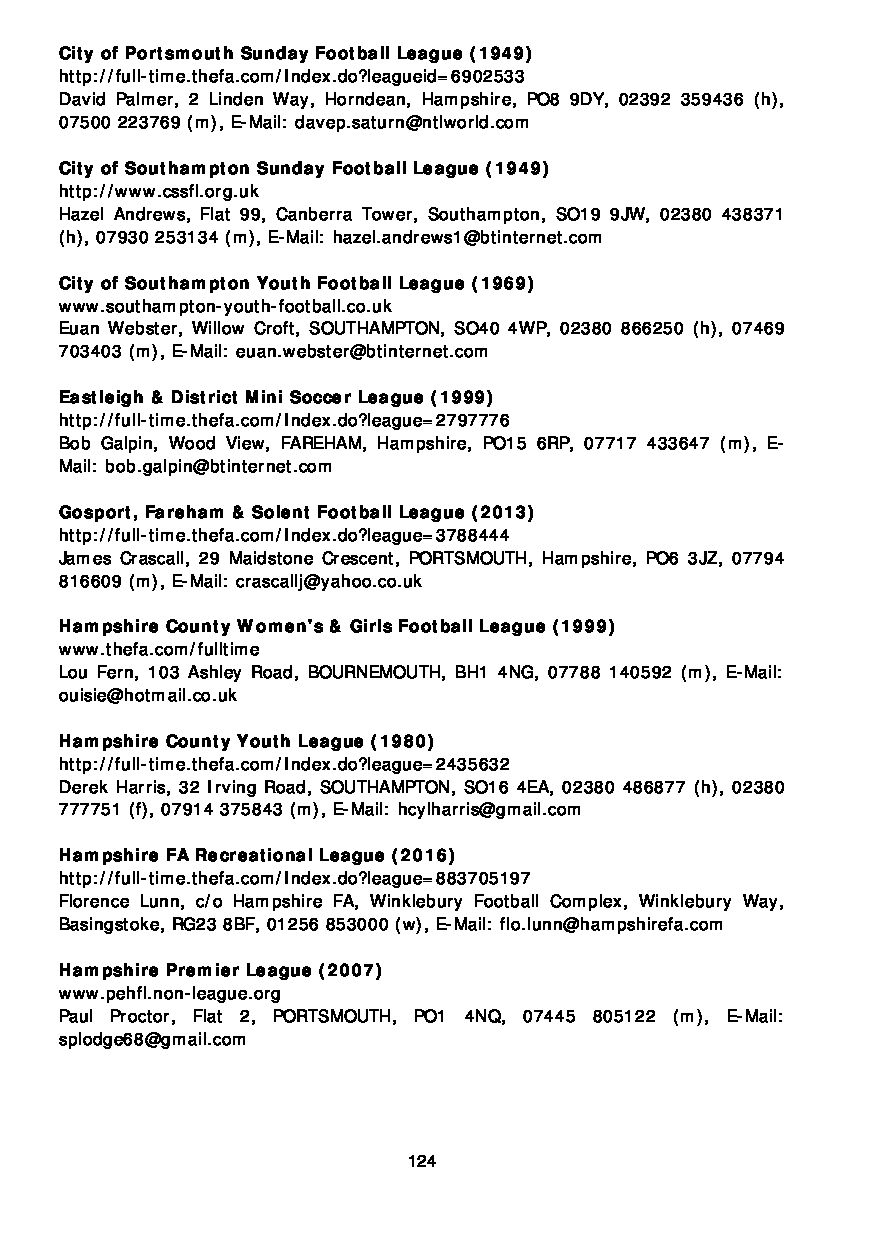 City of Portsmouth Sunday Football League (1949)
http://full-time.thefa.com/Index.do?leagueid=6902533
David Palmer, 2 Linden Way, Horndean, Hampshire, PO8 9DY, 02392 359436 (h),
07500 223769 (m), E-Mail: davep.saturn@ntlworld.com
City of Southampton Sunday Football League (1949)
http://www.cssfl.org.uk
Hazel Andrews, Flat 99, Canberra Tower, Southampton, SO19 9JW, 02380 438371
(h), 07930 253134 (m), E-Mail: hazel.andrews1@btinternet.com
City of Southampton Youth Football League (1969)
www.southampton-youth-football.co.uk
Euan Webster, Willow Croft, SOUTHAMPTON, SO40 4WP, 02380 866250 (h), 07469
703403 (m), E-Mail: euan.webster@btinternet.com
Eastleigh & District Mini Soccer League (1999)
http://full-time.thefa.com/Index.do?league=2797776
Bob Galpin, Wood View, FAREHAM, Hampshire, PO15 6RP, 07717 433647 (m), E-
Mail: bob.galpin@btinternet.com
Gosport, Fareham & Solent Football League (2013)
http://full-time.thefa.com/Index.do?league=3788444
James Crascall, 29 Maidstone Crescent, PORTSMOUTH, Hampshire, PO6 3JZ, 07794
816609 (m), E-Mail: crascallj@yahoo.co.uk
Hampshire County Women's & Girls Football League (1999)
www.thefa.com/fulltime
Lou Fern, 103 Ashley Road, BOURNEMOUTH, BH1 4NG, 07788 140592 (m), E-Mail:
ouisie@hotmail.co.uk
Hampshire County Youth League (1980)
http://full-time.thefa.com/Index.do?league=2435632
Derek Harris, 32 Irving Road, SOUTHAMPTON, SO16 4EA, 02380 486877 (h), 02380
777751 (f), 07914 375843 (m), E-Mail: hcylharris@gmail.com
Hampshire FA Recreational League (2016)
http://full-time.thefa.com/Index.do?league=883705197
Florence Lunn, c/o Hampshire FA, Winklebury Football Complex, Winklebury Way,
Basingstoke, RG23 8BF, 01256 853000 (w), E-Mail: flo.lunn@hampshirefa.com
Hampshire Premier League (2007)
www.pehfl.non-league.org
Paul Proctor, Flat 2, PORTSMOUTH, PO1 4NQ, 07445 805122 (m), E-Mail:
splodge68@gmail.com
124